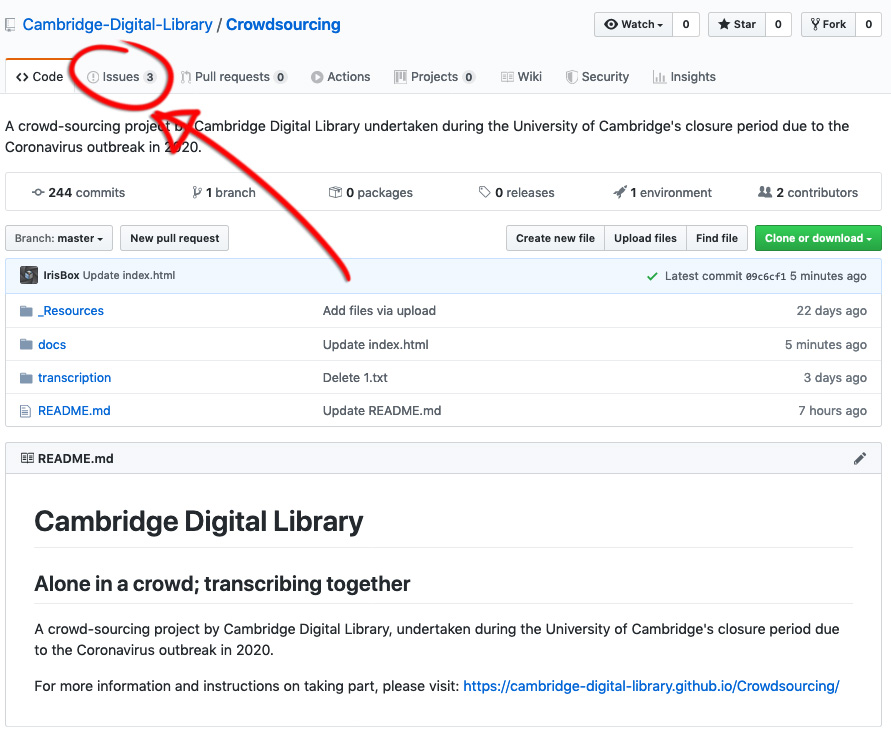 Cambridge-Digital-Library / Crowdsourcing Watch 0 Star 0 Fork 0
Code Issues 3 Pull requests 0 Actions Projects 0 Wiki Security Insights
A crowd-sourcing project by Cambridge Digital Library undertaken during the University of Cambridge's closure period due to the
Coronavirus outbreak in 2020.
244 commits 1 branch 0 packages 0 releases 1 environment 2 contributors
Branch: master New pull request Create new file Upload files Find file Clone or download
IrisBox Update index.html Latest commit 09c6cf1 5 minutes ago
_Resources Add files via upload 22 days ago
docs Update index.html 5 minutes ago
transcription Delete 1.txt 3 days ago
README.md Update README.md 7 hours ago
README.md
Cambridge Digital Library
Alone in a crowd; transcribing together
A crowd-sourcing project by Cambridge Digital Library, undertaken during the University of Cambridge's closure period due
to the Coronavirus outbreak in 2020.
For more information and instructions on taking part, please visit: https://cambridge-digital-library.github.io/Crowdsourcing/